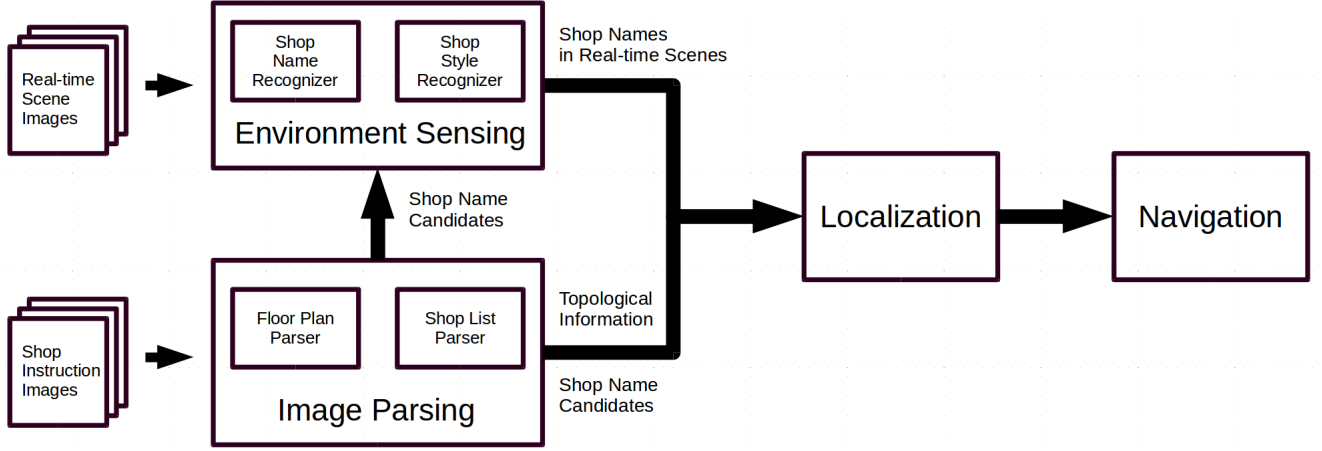 Real-time
Scene
Images
Shop
Name
Recognizer
Shop
Style
Recognizer
Environment Sensing
Shop Names
in Real-time Scenes
Shop Name
Candidates
Localization
Navigation
Shop
Instruction
Images
Floor Plan
Parser
Shop List
Parser
Image Parsing
Topological
Information
Shop Name
Candidates